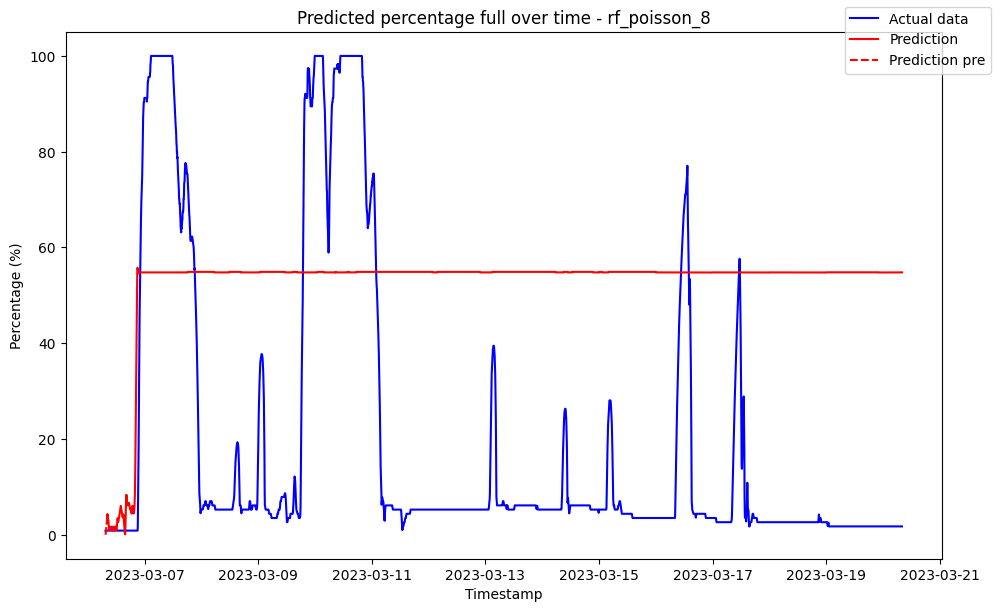 Predicted percentage full over time - rf_poisson_8
Actual data
Prediction
Prediction pre
Percentage (%)
100
80
60
40
20
0
2023-03-07 2023-03-09 2023-03-11 2023-03-13 2023-03-15 2023-03-17 2023-03-19 2023-03-21
Timestamp